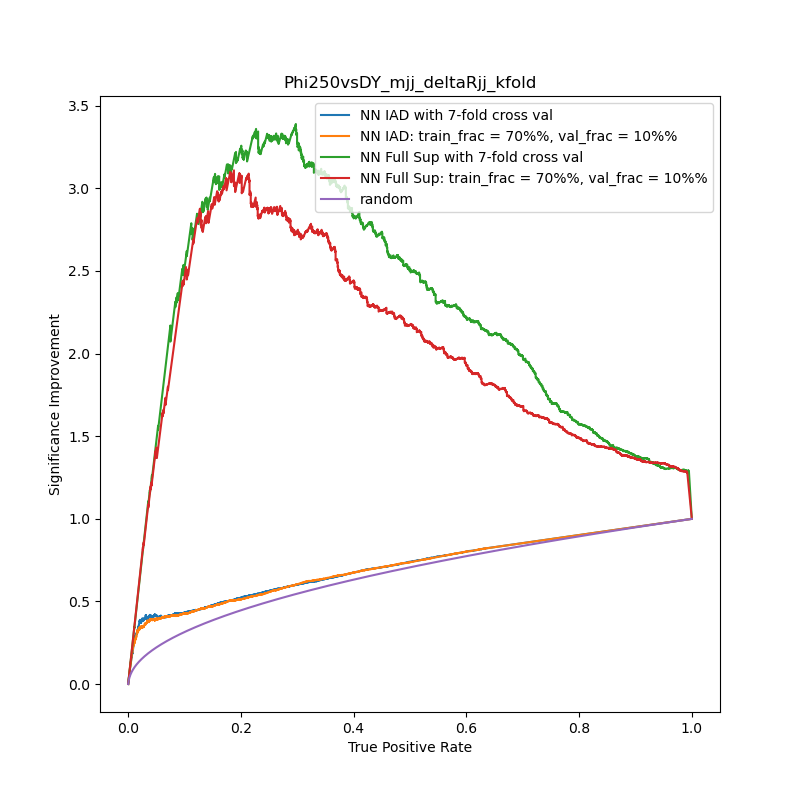 Phi250vsDY_mjj_deltaRjj_kfold
NN IAD with 7-fold cross val
NN IAD: train_frac = 70%%, val_frac = 10%%
NN Full Sup with 7-fold cross val
NN Full Sup: train_frac = 70%%, val_frac = 10%%
random
Significance Improvement
3.5
3.0
2.5
2.0
1.5
1.0
0.5
0.0
0.0 0.2 0.4 0.6 0.8 1.0
True Positive Rate